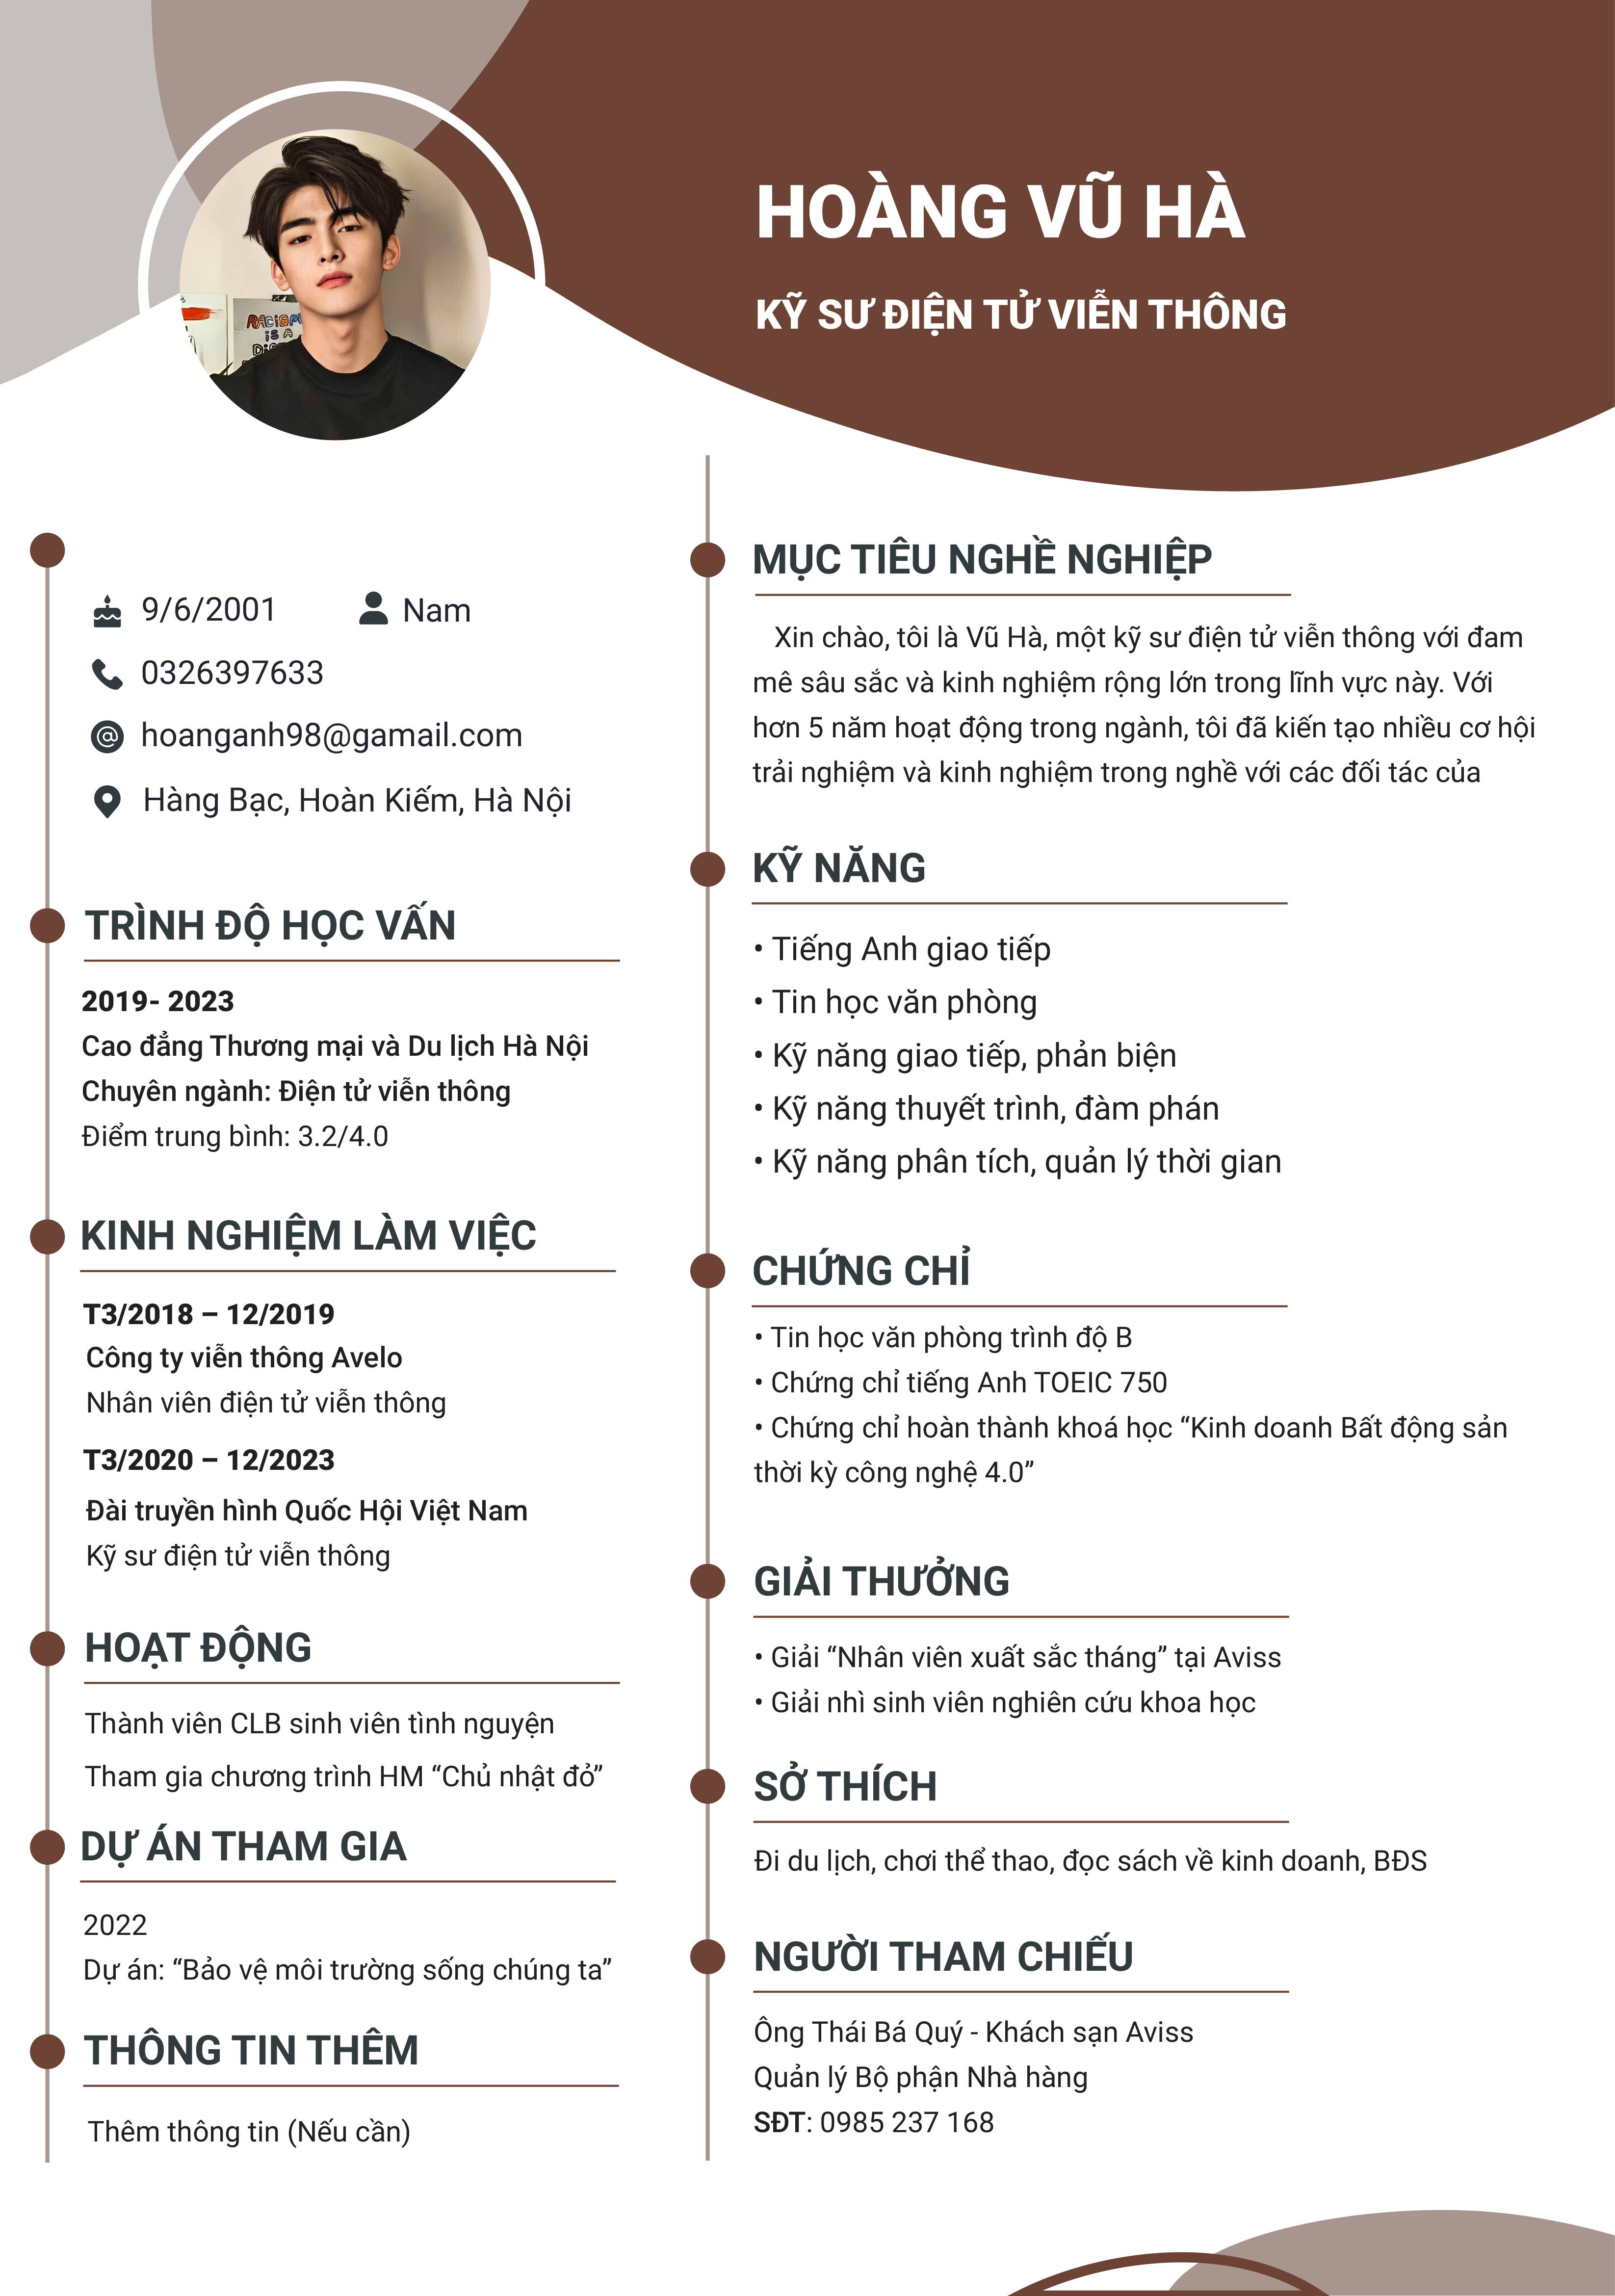 HOÀNG VŨ HÀ
KỸ SƯ ĐIỆN TỬ VIỄN THÔNG
RACISM
IS A
9/6/2001
Nam
0326397633
hoanganh98@gamail.com
Hàng Bạc, Hoàn Kiếm, Hà Nội
TRÌNH ĐỘ HỌC VẤN
2019- 2023
Cao đẳng Thương mại và Du lịch Hà Nội
Chuyên ngành: Điện tử viễn thông
Điểm trung bình: 3.2/4.0
KINH NGHIỆM LÀM VIỆC
T3/2018 – 12/2019
Công ty viễn thông Avelo
Nhân viên điện tử viễn thông
T3/2020 – 12/2023
Đài truyền hình Quốc Hội Việt Nam
Kỹ sư điện tử viễn thông
HOẠT ĐỘNG
Thành viên CLB sinh viên tình nguyện
Tham gia chương trình HM “Chủ nhật đỏ”
DỰ ÁN THAM GIA
2022
Dự án: “Bảo vệ môi trường sống chúng ta”
THÔNG TIN THÊM
Thêm thông tin (Nếu cần)
MỤC TIÊU NGHỀ NGHIỆP
Xin chào, tôi là Vũ Hà, một kỹ sư điện tử viễn thông với đam
mê sâu sắc và kinh nghiệm rộng lớn trong lĩnh vực này. Với
hơn 5 năm hoạt động trong ngành, tôi đã kiến tạo nhiều cơ hội
trải nghiệm và kinh nghiệm trong nghề với các đối tác của
KỸ NĂNG
• Tiếng Anh giao tiếp
• Tin học văn phòng
• Kỹ năng giao tiếp, phản biện
• Kỹ năng thuyết trình, đàm phán
• Kỹ năng phân tích, quản lý thời gian
CHỨNG CHỈ
• Tin học văn phòng trình độ B
• Chứng chỉ tiếng Anh TOEIC 750
• Chứng chỉ hoàn thành khoá học “Kinh doanh Bất động sản
thời kỳ công nghệ 4.0”
GIẢI THƯỞNG
• Giải “Nhân viên xuất sắc tháng” tại Aviss
• Giải nhì sinh viên nghiên cứu khoa học
SỞ THÍCH
Đi du lịch, chơi thể thao, đọc sách về kinh doanh, BĐS
NGƯỜI THAM CHIẾU
Ông Thái Bá Quý - Khách sạn Aviss
Quản lý Bộ phận Nhà hàng
SĐT: 0985 237 168